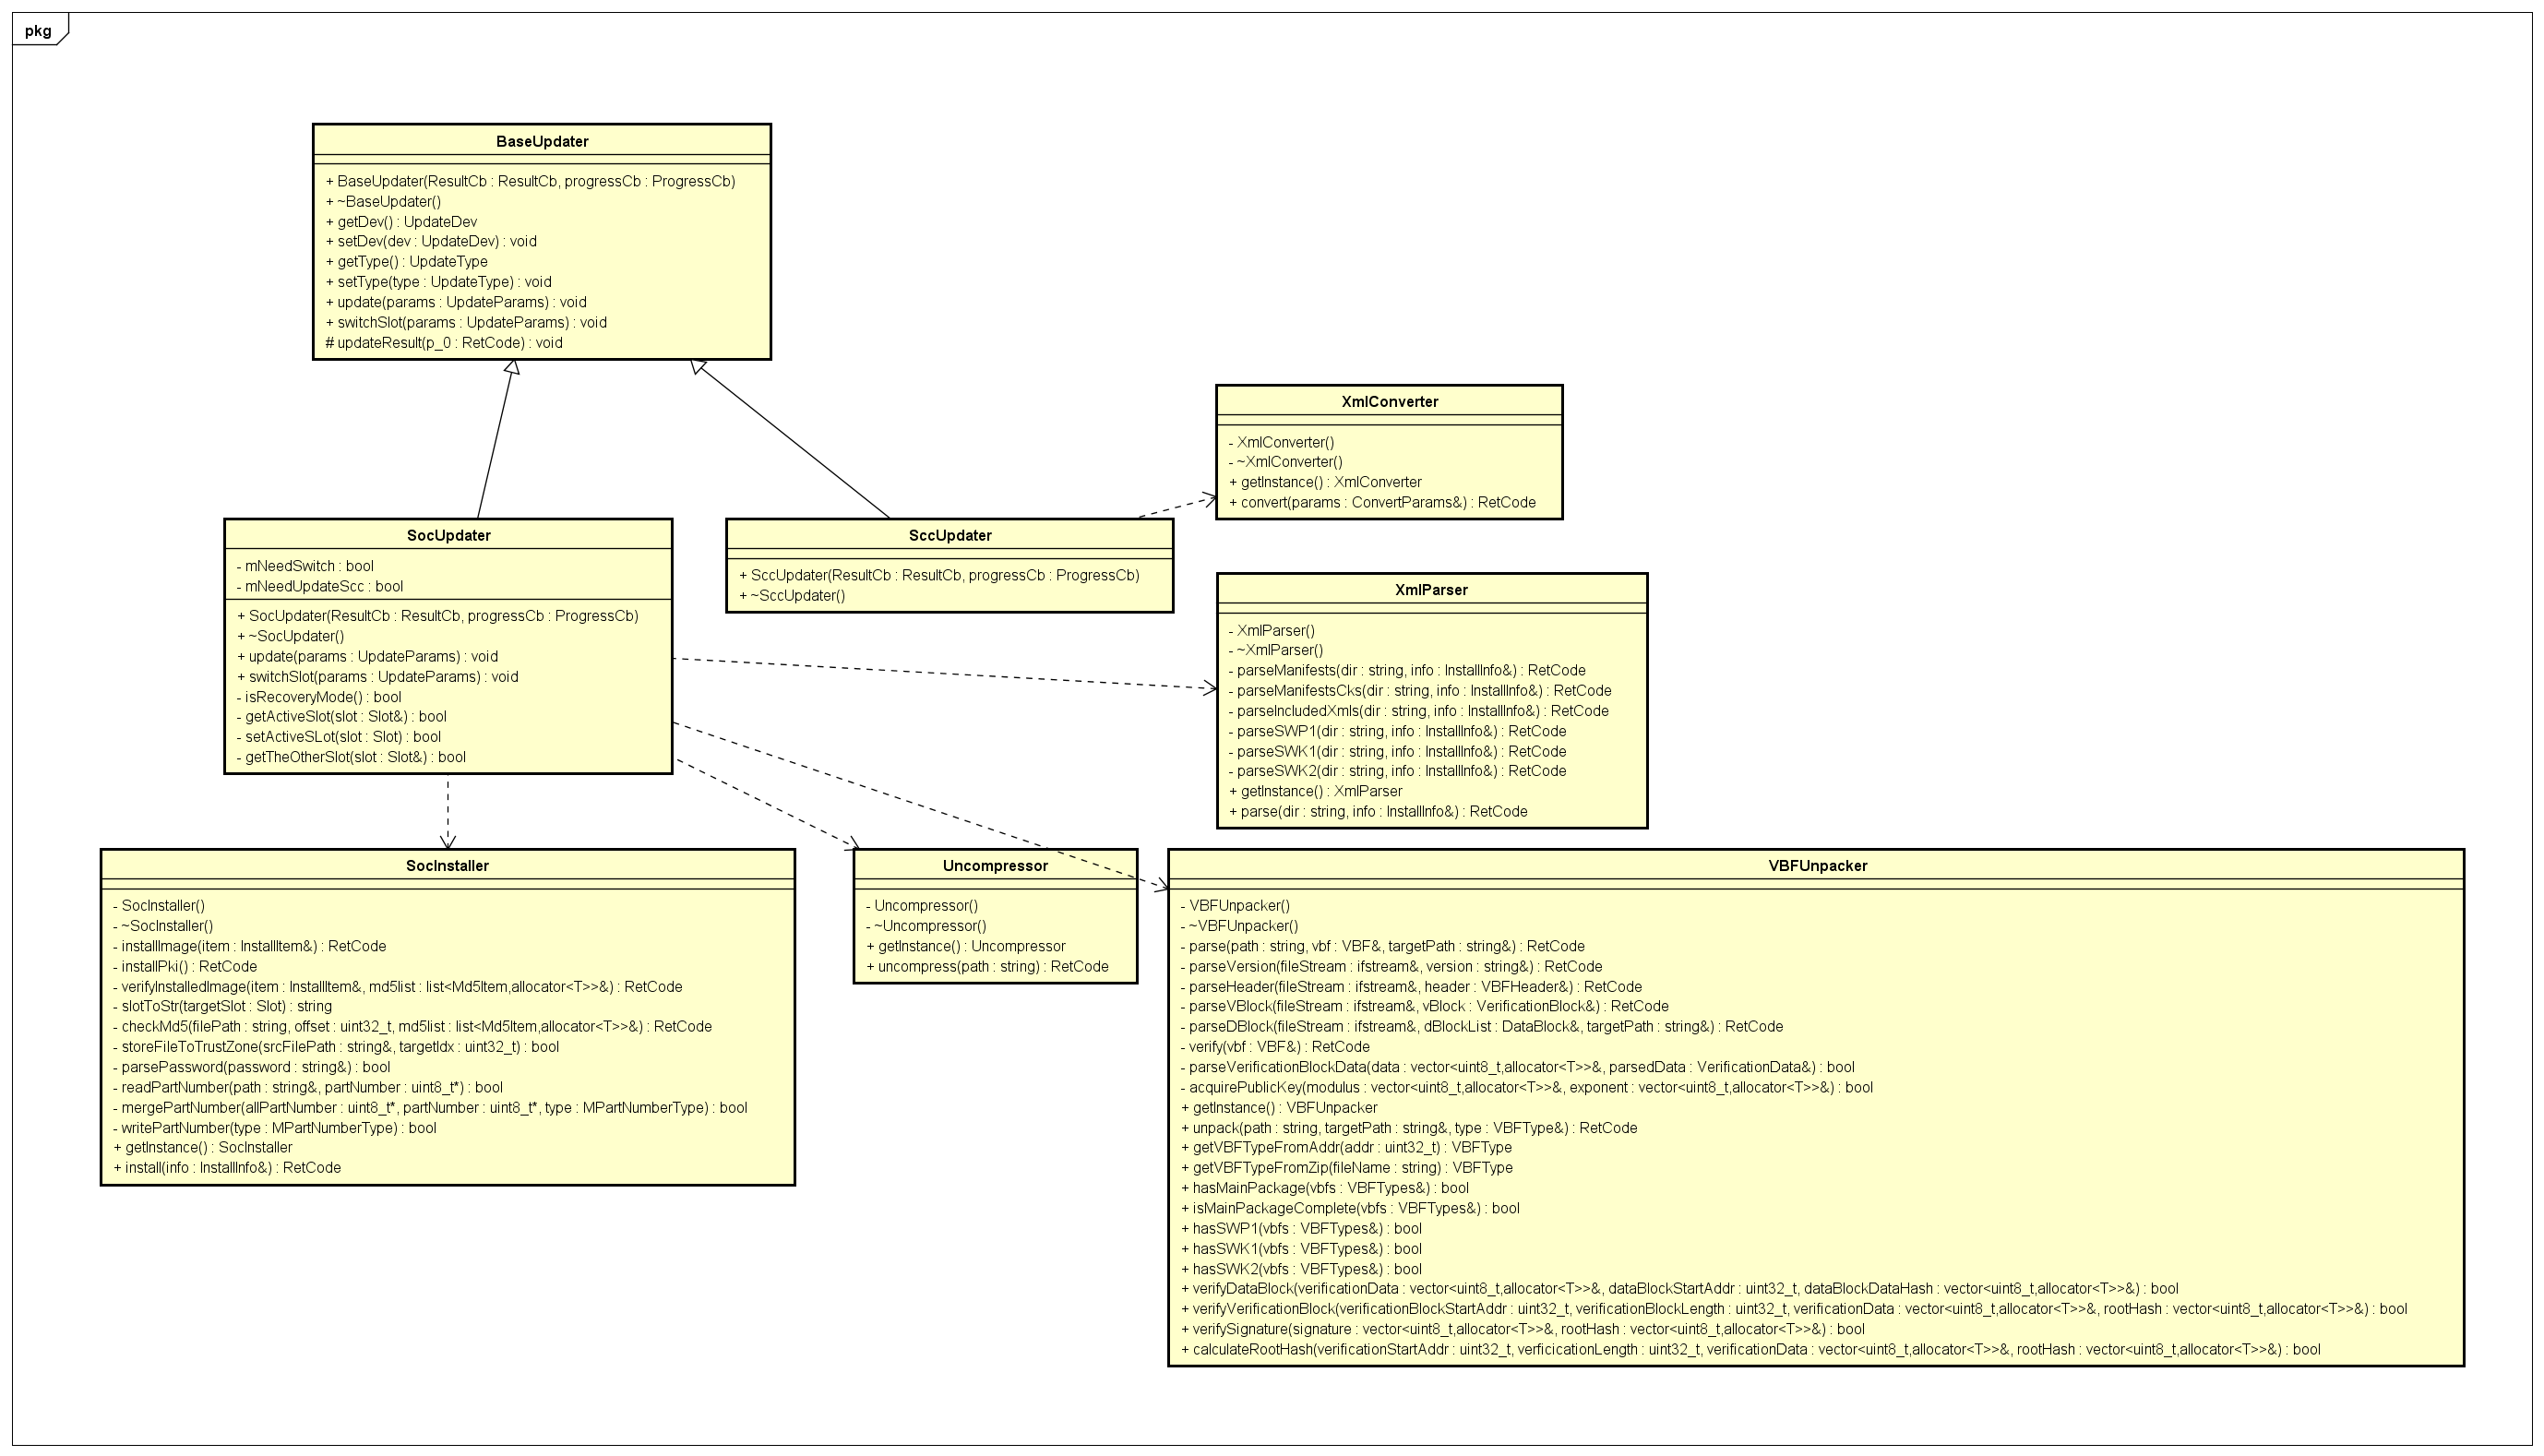 pkg
BaseUpdater
+ BaseUpdater(ResultCb : ResultCb, progressCb : ProgressCb)
+ ~BaseUpdater()
+ getDev() : UpdateDev
+ setDev(dev : UpdateDev) : void
+ getType() : UpdateType
+ setType(type : UpdateType) : void
+ update(params : UpdateParams) : void
+ switchSlot(params : UpdateParams) : void
# updateResult(p_0 : RetCode) : void
XmlConverter
- XmlConverter()
- ~XmlConverter()
+ getInstance() : XmlConverter
+ convert(params : ConvertParams&) : RetCode
SocUpdater
- mNeedSwitch : bool
- mNeedUpdateScc : bool
+ SocUpdater(ResultCb : ResultCb, progressCb : ProgressCb)
+ ~SocUpdater()
+ update(params : UpdateParams) : void
+ switchSlot(params : UpdateParams) : void
- isRecoveryMode() : bool
- getActiveSlot(slot : Slot&) : bool
- setActiveSLot(slot : Slot) : bool
- getTheOtherSlot(slot : Slot&) : bool
SccUpdater
+ SccUpdater(ResultCb : ResultCb, progressCb : ProgressCb)
+ ~SccUpdater()
XmlParser
- XmlParser()
- ~XmlParser()
- parseManifests(dir : string, info : InstallInfo&) : RetCode
- parseManifestsCks(dir : string, info : InstallInfo&) : RetCode
- parseIncludedXmls(dir : string, info : InstallInfo&) : RetCode
- parseSWP1(dir : string, info : InstallInfo&) : RetCode
- parseSWK1(dir : string, info : InstallInfo&) : RetCode
- parseSWK2(dir : string, info : InstallInfo&) : RetCode
+ getInstance() : XmlParser
+ parse(dir : string, info : InstallInfo&) : RetCode
SocInstaller
- SocInstaller()
- ~SocInstaller()
- installImage(item : InstallItem&) : RetCode
- installPki() : RetCode
- verifyInstalledImage(item : InstallItem&, md5list : list<Md5Item,allocator<T>>&) : RetCode
- slotToStr(targetSlot : Slot) : string
- checkMd5(filePath : string, offset : uint32_t, md5list : list<Md5Item,allocator<T>>&) : RetCode
- storeFileToTrustZone(srcFilePath : string&, targetIdx : uint32_t) : bool
- parsePassword(password : string&) : bool
- readPartNumber(path : string&, partNumber : uint8_t*) : bool
- mergePartNumber(allPartNumber : uint8_t*, partNumber : uint8_t*, type : MPartNumberType) : bool
- writePartNumber(type : MPartNumberType) : bool
+ getInstance() : SocInstaller
+ install(info : InstallInfo&) : RetCode
Uncompressor
- Uncompressor()
- ~Uncompressor()
+ getInstance() : Uncompressor
+ uncompress(path : string) : RetCode
VBFUnpacker
- VBFUnpacker()
- ~VBFUnpacker()
- parse(path : string, vbf : VBF&, targetPath : string&) : RetCode
- parseVersion(fileStream : ifstream&, version : string&) : RetCode
- parseHeader(fileStream : ifstream&, header : VBFHeader&) : RetCode
- parseVBlock(fileStream : ifstream&, vBlock : VerificationBlock&) : RetCode
- parseDBlock(fileStream : ifstream&, dBlockList : DataBlock&, targetPath : string&) : RetCode
- verify(vbf : VBF&) : RetCode
- parseVerificationBlockData(data : vector<uint8_t,allocator<T>>&, parsedData : VerificationData&) : bool
- acquirePublicKey(modulus : vector<uint8_t,allocator<T>>&, exponent : vector<uint8_t,allocator<T>>&) : bool
+ getInstance() : VBFUnpacker
+ unpack(path : string, targetPath : string&, type : VBFType&) : RetCode
+ getVBFTypeFromAddr(addr : uint32_t) : VBFType
+ getVBFTypeFromZip(fileName : string) : VBFType
+ hasMainPackage(vbfs : VBFTypes&) : bool
+ isMainPackageComplete(vbfs : VBFTypes&) : bool
+ hasSWP1(vbfs : VBFTypes&) : bool
+ hasSWK1(vbfs : VBFTypes&) : bool
+ hasSWK2(vbfs : VBFTypes&) : bool
+ verifyDataBlock(verificationData : vector<uint8_t,allocator<T>>&, dataBlockStartAddr : uint32_t, dataBlockDataHash : vector<uint8_t,allocator<T>>&) : bool
+ verifyVerificationBlock(verificationBlockStartAddr : uint32_t, verificationBlockLength : uint32_t, verificationData : vector<uint8_t,allocator<T>>&, rootHash : vector<uint8_t,allocator<T>>&) : bool
+ verifySignature(signature : vector<uint8_t,allocator<T>>&, rootHash : vector<uint8_t,allocator<T>>&) : bool
+ calculateRootHash(verificationStartAddr : uint32_t, verficicationLength : uint32_t, verificationData : vector<uint8_t,allocator<T>>&, rootHash : vector<uint8_t,allocator<T>>&) : bool